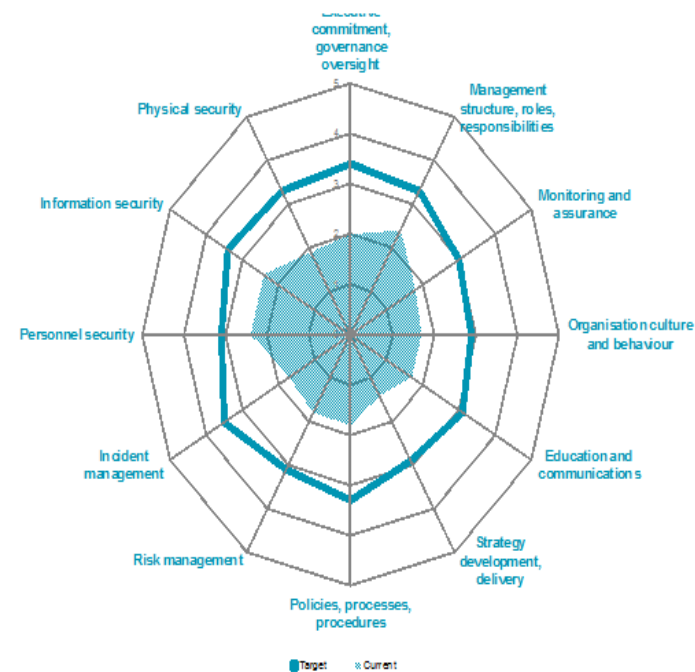 Executive
commitment,
governance
oversight
5
Management
structure, roles,
responsibilities
Physical security
4
3
Monitoring and
assurance
Information security
2
Organisation culture
and behaviour
Personnel security
Education and
communications
Incident
management
Strategy
development,
delivery
Risk management
Policies, processes,
procedures
Target
Current